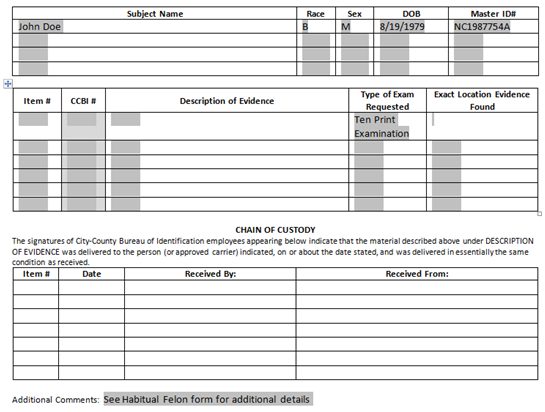 Subject Name Race Sex DOB Master ID#
John Doe B M 8/19/1979 NC1987754A
Item # CCBI # Description of Evidence Type of Exam Requested Exact Location Evidence Found
Ten Print
Examination
CHAIN OF CUSTODY
The signatures of City-County Bureau of Identification employees appearing below indicate that the material described above under DESCRIPTION
OF EVIDENCE was delivered to the person (or approved carrier) indicated, on or about the date stated, and was delivered in essentially the same
condition as received.
Item # Date Received By: Received From:
Additional Comments: See Habitual Felon form for additional details